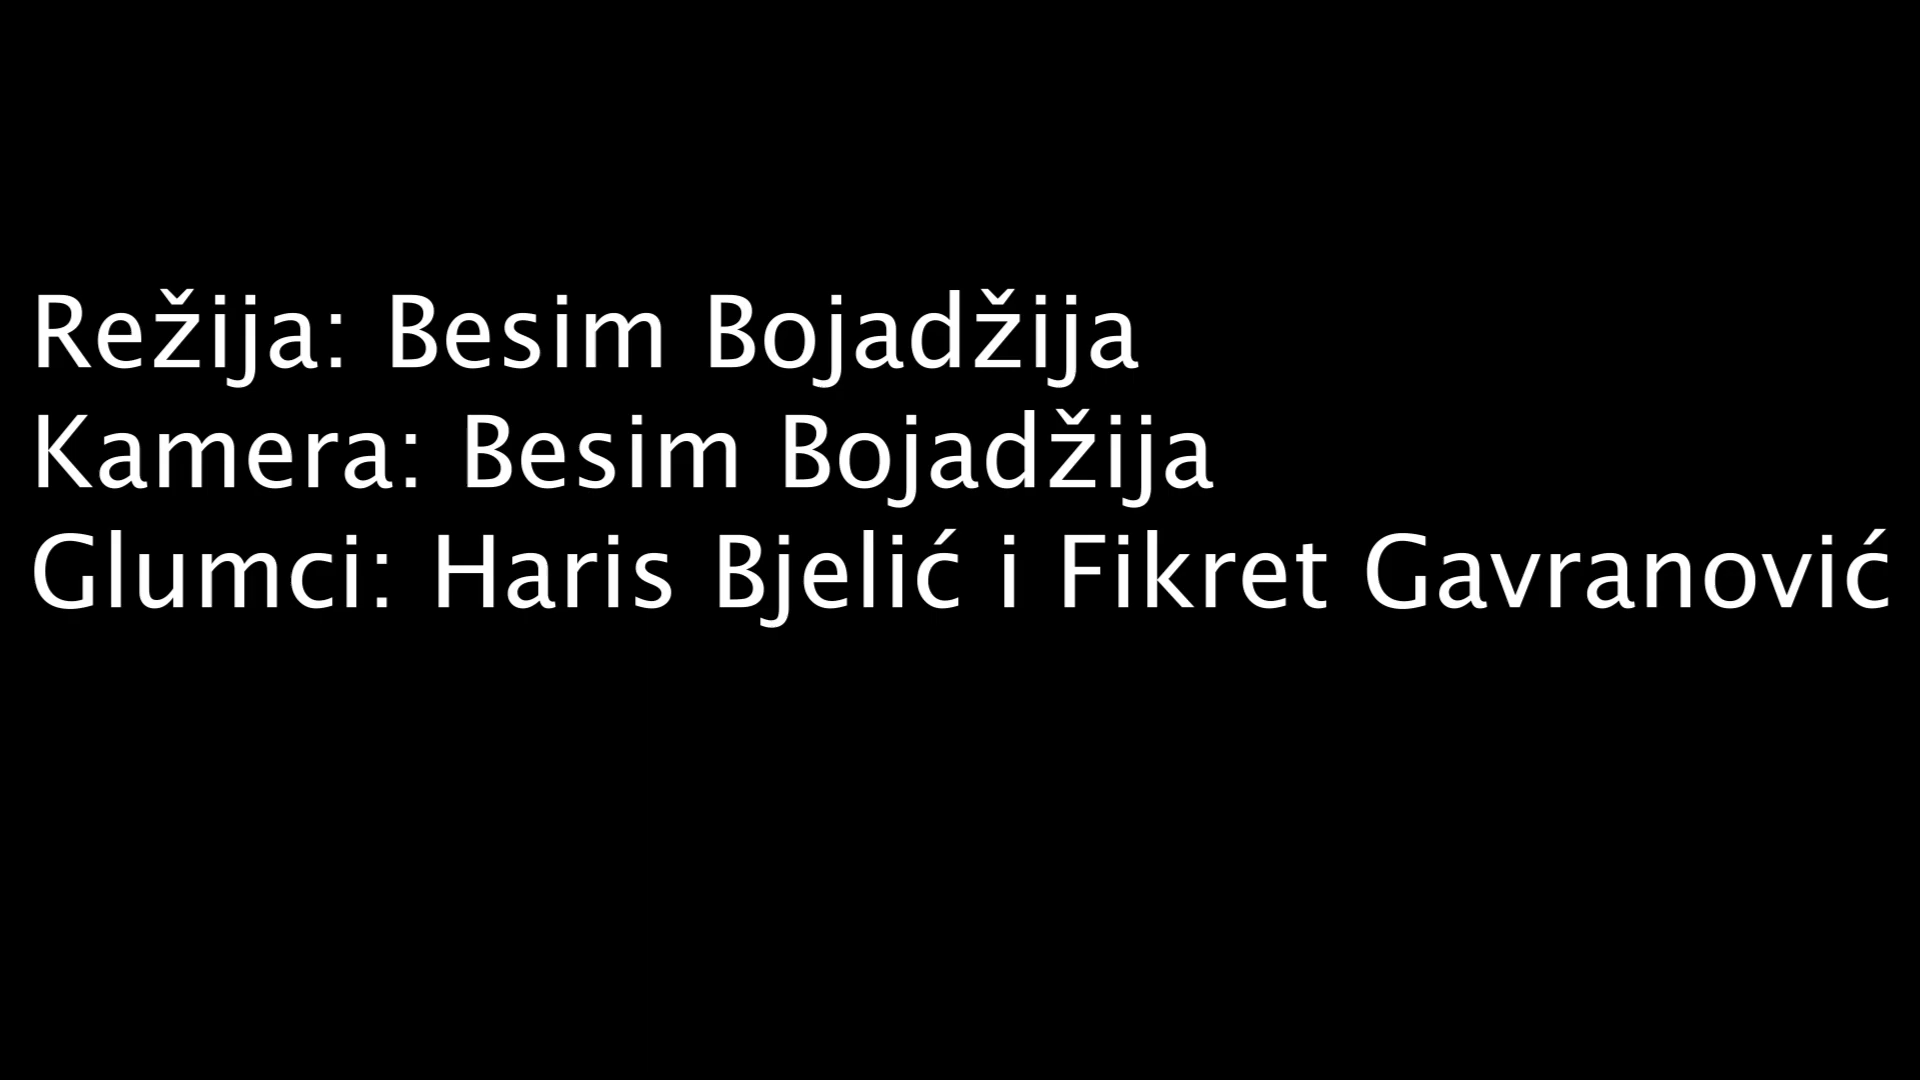 Režija: Besim Bojadžija
Kamera: Besim Bojadžija
Glumci: Haris Bjelić i Fikret Gavranović